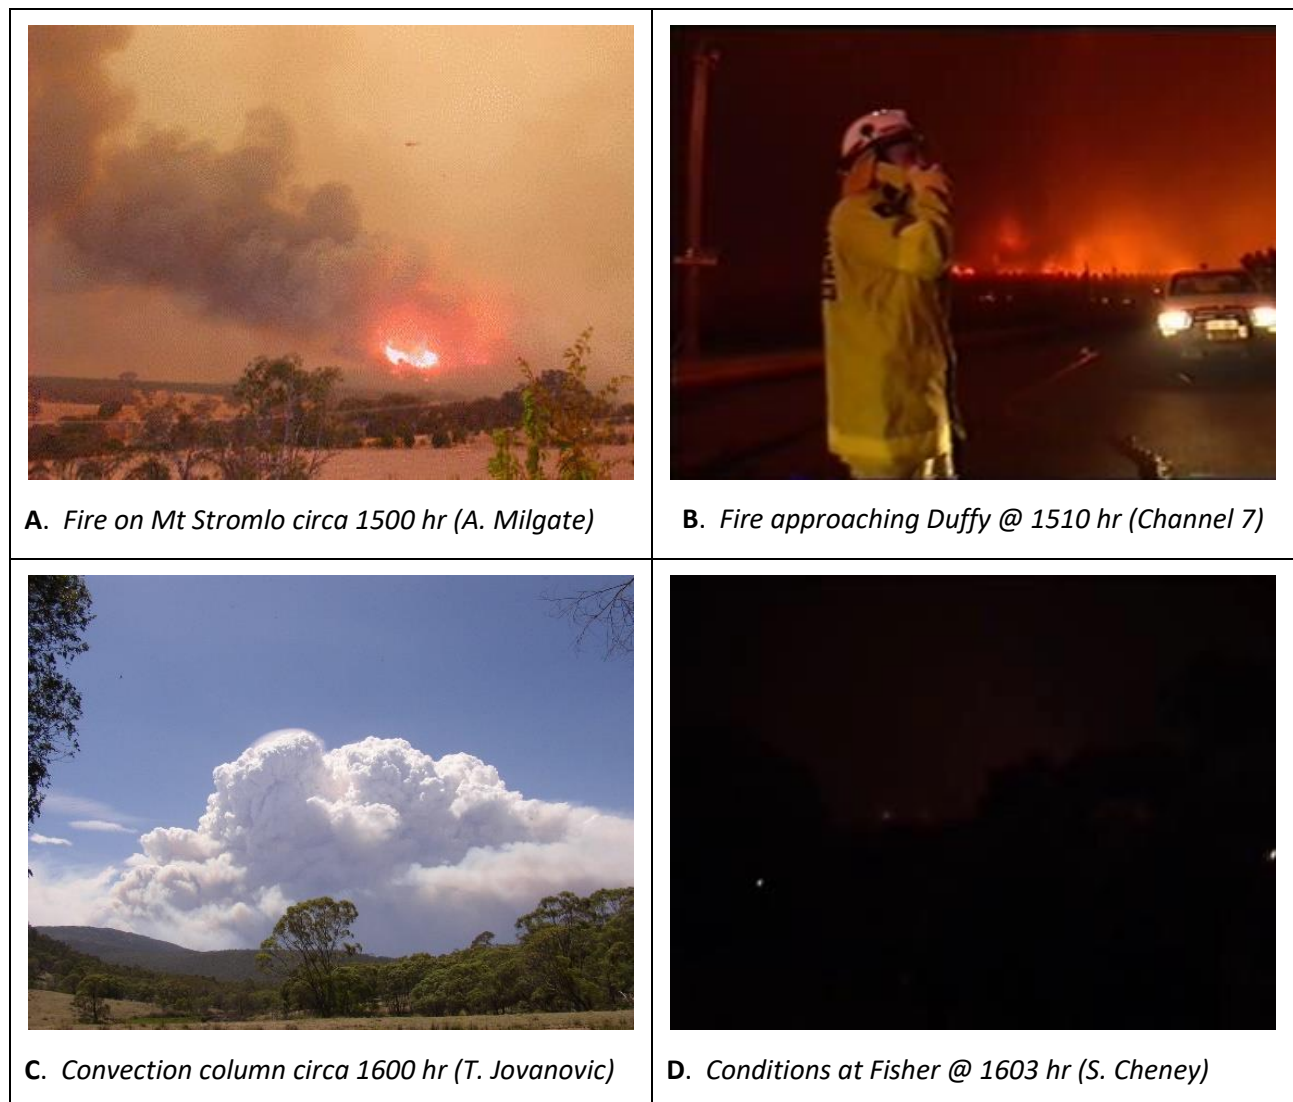 A. Fire on Mt Stromlo circa 1500 hr (A. Milgate)
B. Fire approaching Duffy @ 1510 hr (Channel 7)
C. Convection column circa 1600 hr (T. Jovanovic)
D. Conditions at Fisher @ 1603 hr (S. Cheney)